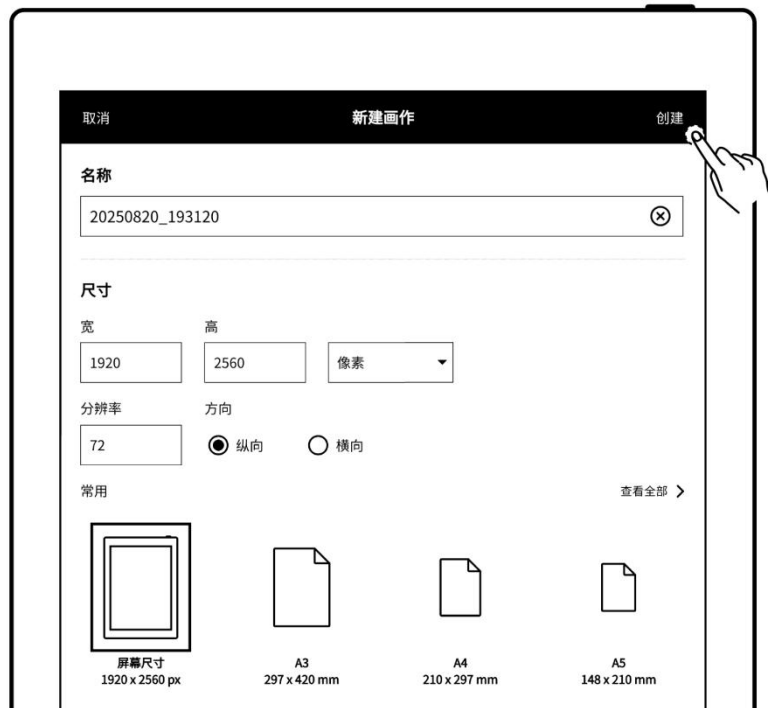 取消 新建画作 创建
名称
20250820_193120
尺寸
宽 高
1920 2560 像素
分辨率 方向
72 纵向 横向
常用 查看全部
屏幕尺寸 A3 A4 A5
1920 x 2560 px 297 x 420 mm 210 x 297 mm 148 x 210 mm